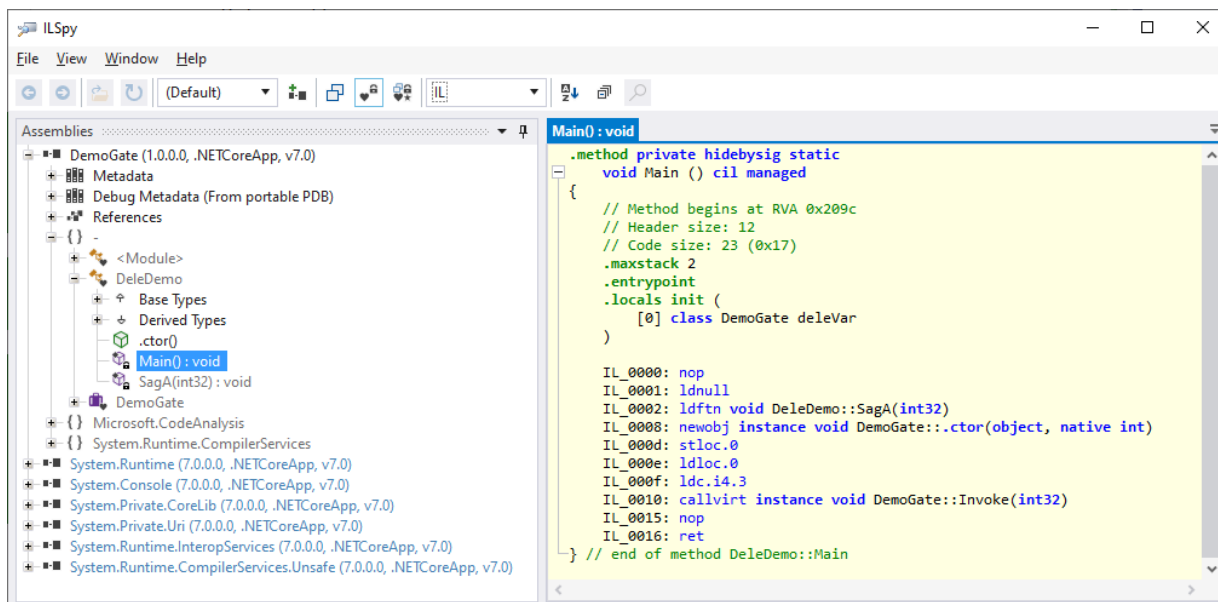 ILSpy
File View Window Help
(Default) IL
Assemblies
DemoGate (1.0.0.0, .NETCoreApp, v7.0)
Metadata
Debug Metadata (From portable PDB)
References
{ } -
<Module>
DeleDemo
Base Types
Derived Types
.ctor()
Main() : void
SagA(int32) : void
DemoGate
{ } Microsoft.CodeAnalysis
{ } System.Runtime.CompilerServices
System.Runtime (7.0.0.0, .NETCoreApp, v7.0)
System.Console (7.0.0.0, .NETCoreApp, v7.0)
System.Private.CoreLib (7.0.0.0, .NETCoreApp, v7.0)
System.Private.Uri (7.0.0.0, .NETCoreApp, v7.0)
System.Runtime.InteropServices (7.0.0.0, .NETCoreApp, v7.0)
System.Runtime.CompilerServices.Unsafe (7.0.0.0, .NETCoreApp, v7.0)
Main() : void
.method private hidebysig static
void Main () cil managed
{
// Method begins at RVA 0x209c
// Header size: 12
// Code size: 23 (0x17)
.maxstack 2
.entrypoint
.locals init (
[0] class DemoGate deleVar
)
IL_0000: nop
IL_0001: ldnull
IL_0002: ldftn void DeleDemo::SagA(int32)
IL_0008: newobj instance void DemoGate::.ctor(object, native int)
IL_000d: stloc.0
IL_000e: ldloc.0
IL_000f: ldc.i4.3
IL_0010: callvirt instance void DemoGate::Invoke(int32)
IL_0015: nop
IL_0016: ret
} // end of method DeleDemo::Main